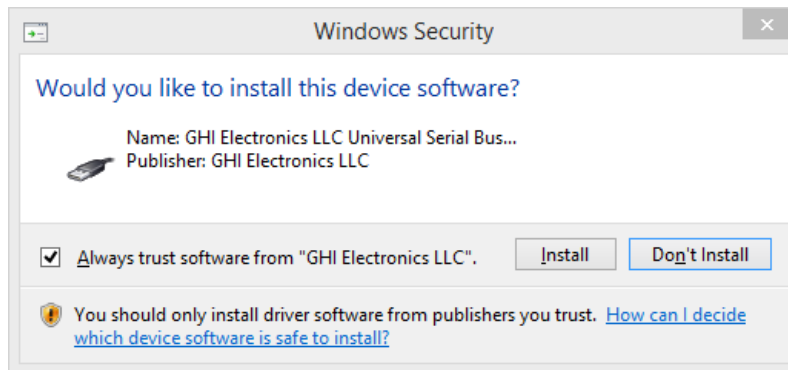 Windows Security
Would you like to install this device software?
Name: GHI Electronics LLC Universal Serial Bus...
Publisher: GHI Electronics LLC
Always trust software from "GHI Electronics LLC".
Install
Don't Install
You should only install driver software from publishers you trust. How can I decide
which device software is safe to install?